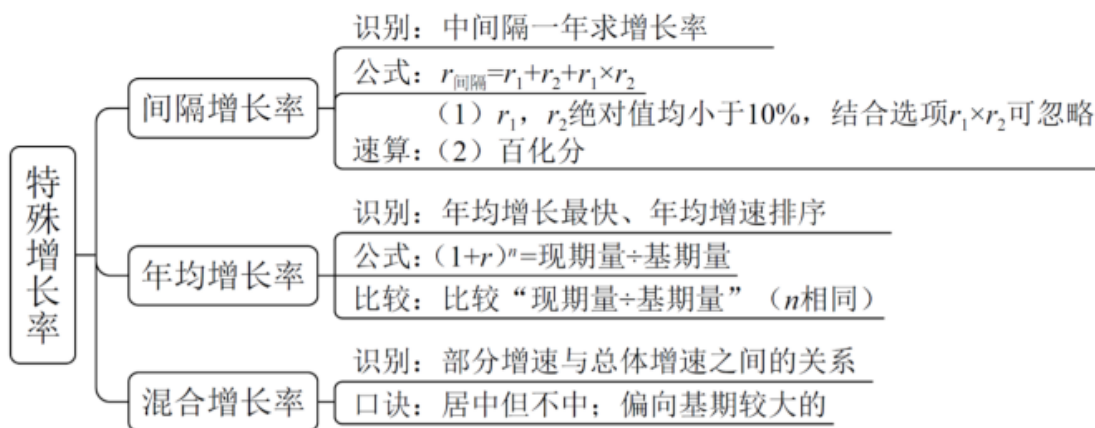 特殊增长率
间隔增长率
识别：中间隔一年求增长率
公式：r间隔=r₁+r₂+r₁×r₂
速算：（1）r₁，r₂绝对值均小于10%，结合选项r₁×r₂可忽略
（2）百化分
年均增长率
识别：年均增长最快、年均增速排序
公式：（1+r）ⁿ=现期量÷基期量
比较：比较“现期量÷基期量”（n相同）
混合增长率
识别：部分增速与总体增速之间的关系
口诀：居中但不中；偏向基期较大的